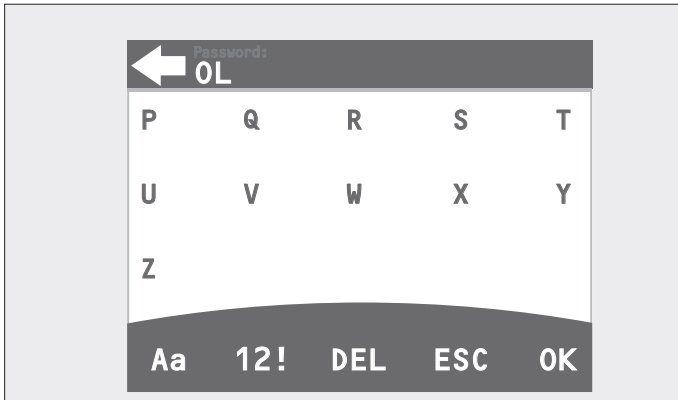 Password:
OL
P Q R S T
U V W X Y
Z
Aa 12! DEL ESC OK